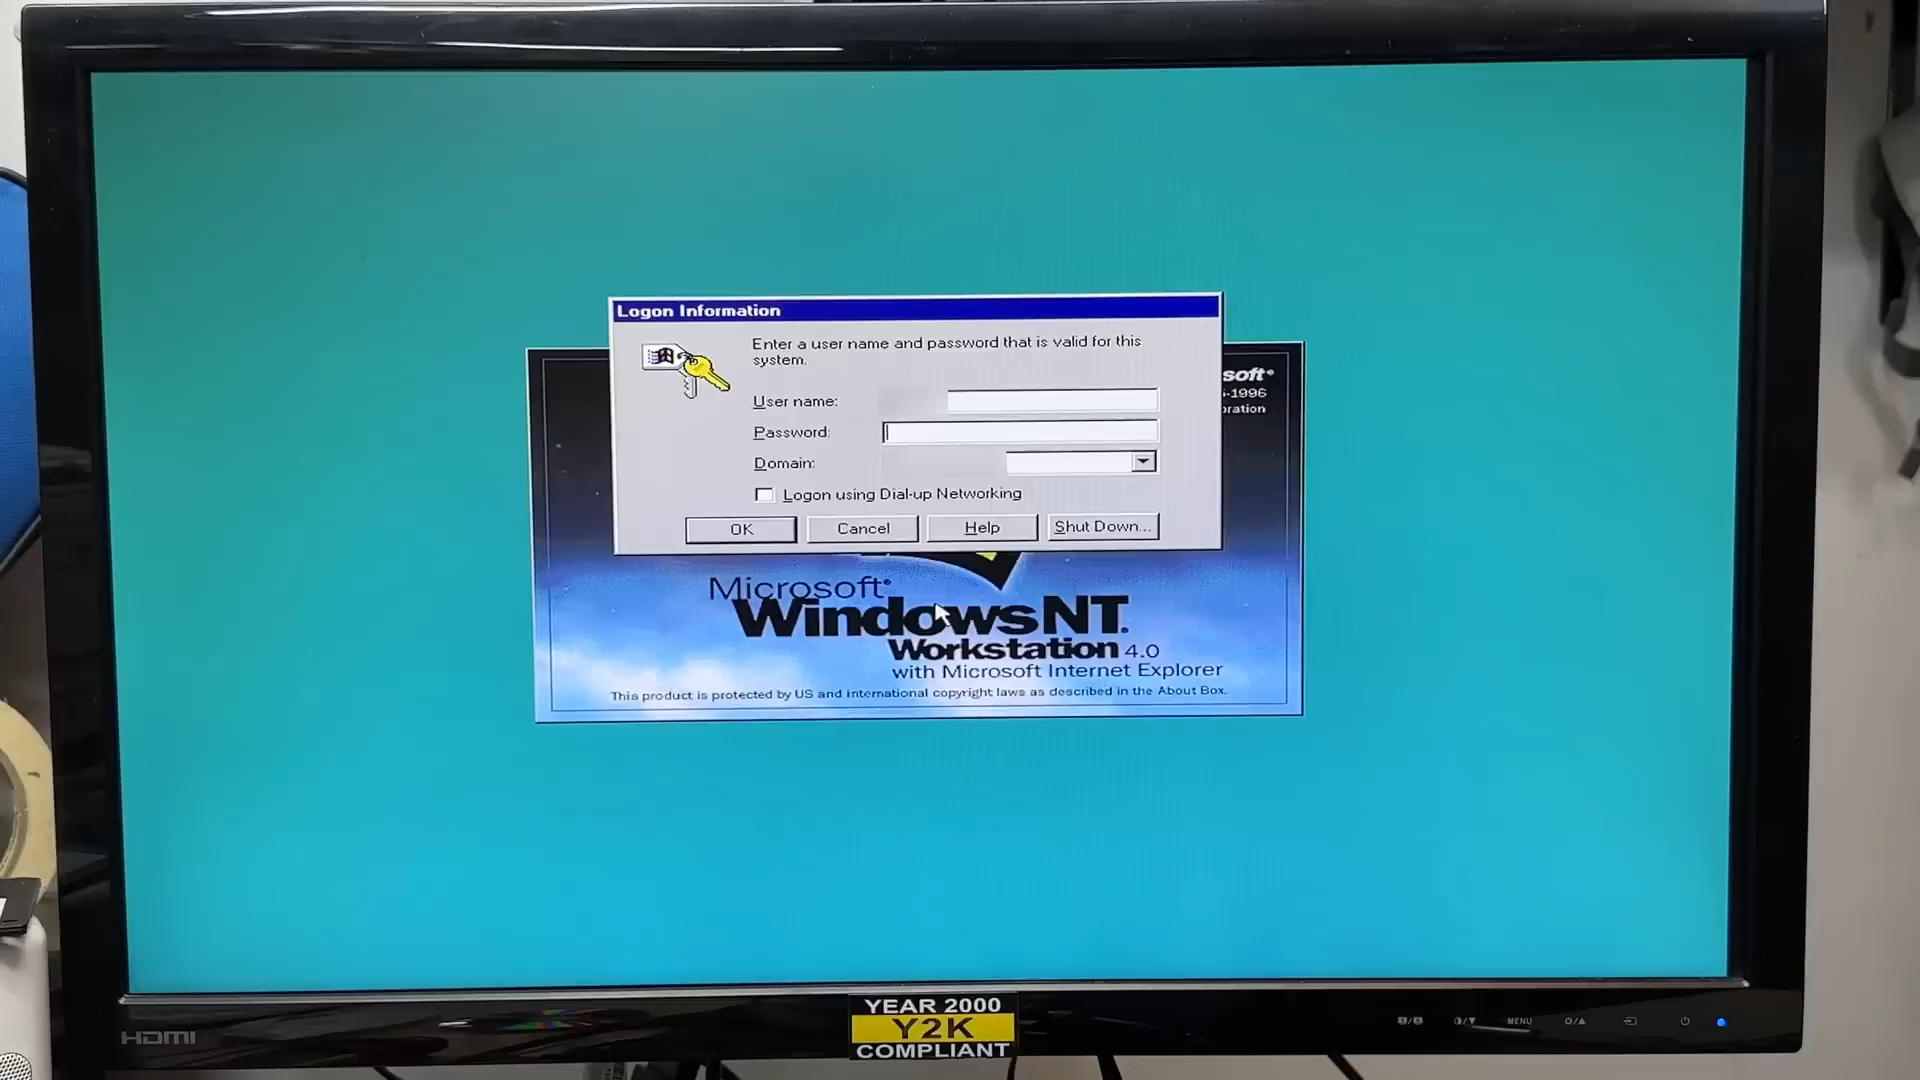 Logon Information
Enter a user name and password that is valid for this
system.
User name:
Password:
Domain:
Logon using Dial-up Networking
OK
Cancel
Help
Shut Down...
soft®
-1996
oration
Microsoft®
WindowsNT.
Workstation 4.0
with Microsoft Internet Explorer
This product is protected by US and international copyright laws as described in the About Box.
HDMI
YEAR 2000
Y2K
COMPLIANT
MENU